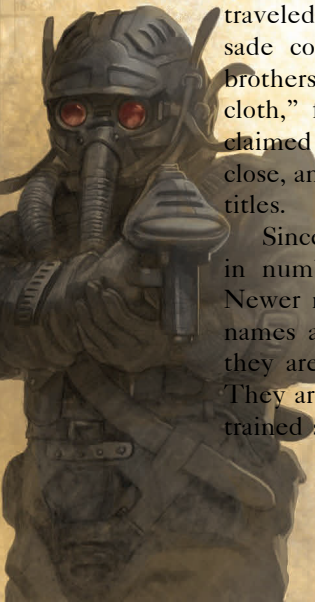 traveled
sade co
brothers
cloth,”
claimed
close, an
titles.
Since
in num
Newer
names a
they are
They ar
trained